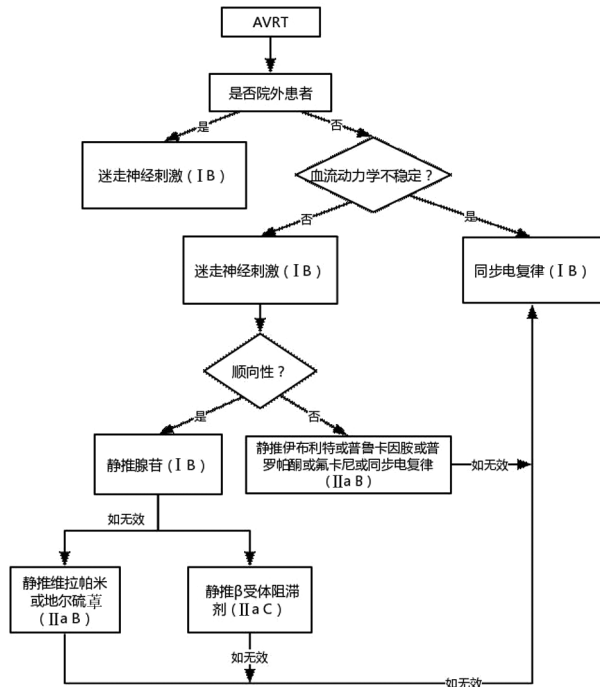 AVRT
是否院外患者
是
否
迷走神经刺激（ⅠB）
血流动力学不稳定？
否
是
迷走神经刺激（ⅠB）
同步电复律（ⅠB）
顺向性？
是
否
静推腺苷（ⅠB）
静推伊布利特或普鲁卡因胺或普
罗帕酮或氟卡尼或同步电复律
（ⅡaB）
如无效
如无效
静推维拉帕米
或地尔硫䓬
（ⅡaB）
静推β受体阻滞
剂（ⅡaC）
如无效
如无效